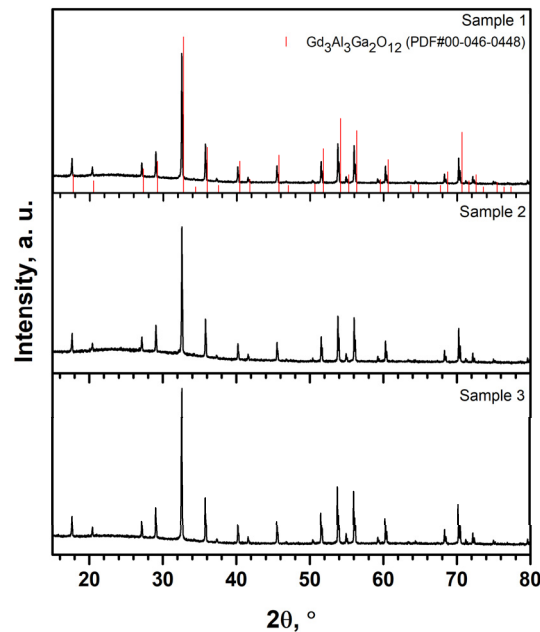 Sample 1
Gd₃Al₃Ga₂O₁₂ (PDF#00-046-0448)
Sample 2
Intensity, a. u.
Sample 3
20 30 40 50 60 70 80
2θ, °